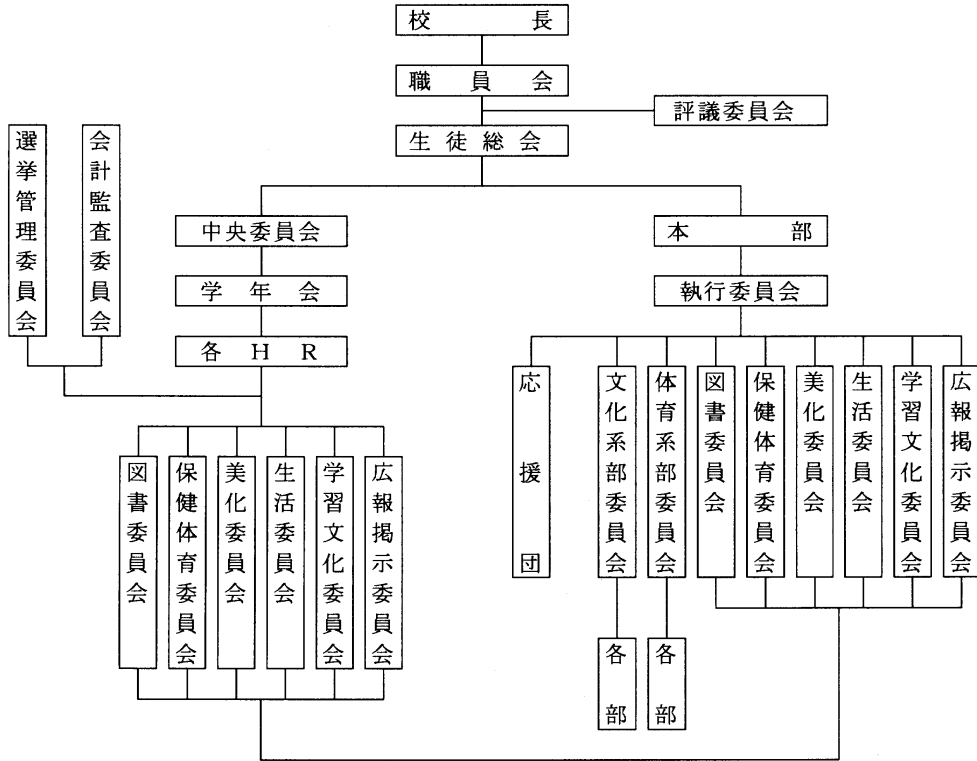 校長
職員会
評議委員会
生徒総会
選挙管理委員会
会計監査委員会
中央委員会
本部
学年会
執行委員会
各HR
応援団
文化系部委員会
体育系部委員会
図書委員会
保健体育委員会
美化委員会
生活委員会
学習文化委員会
広報掲示委員会
図書委員会
保健体育委員会
美化委員会
生活委員会
学習文化委員会
広報掲示委員会
各部
各部